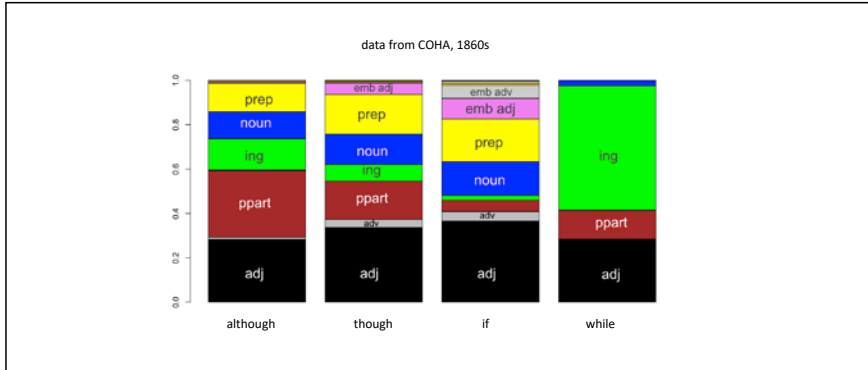 data from COHA, 1860s
1.0
0.8
0.6
0.4
0.2
0.0
prep
noun
ing
ppart
adj
emb adj
prep
noun
ing
ppart
adv
adj
emb adv
emb adj
prep
noun
adv
adj
ing
ppart
adj
although
though
if
while